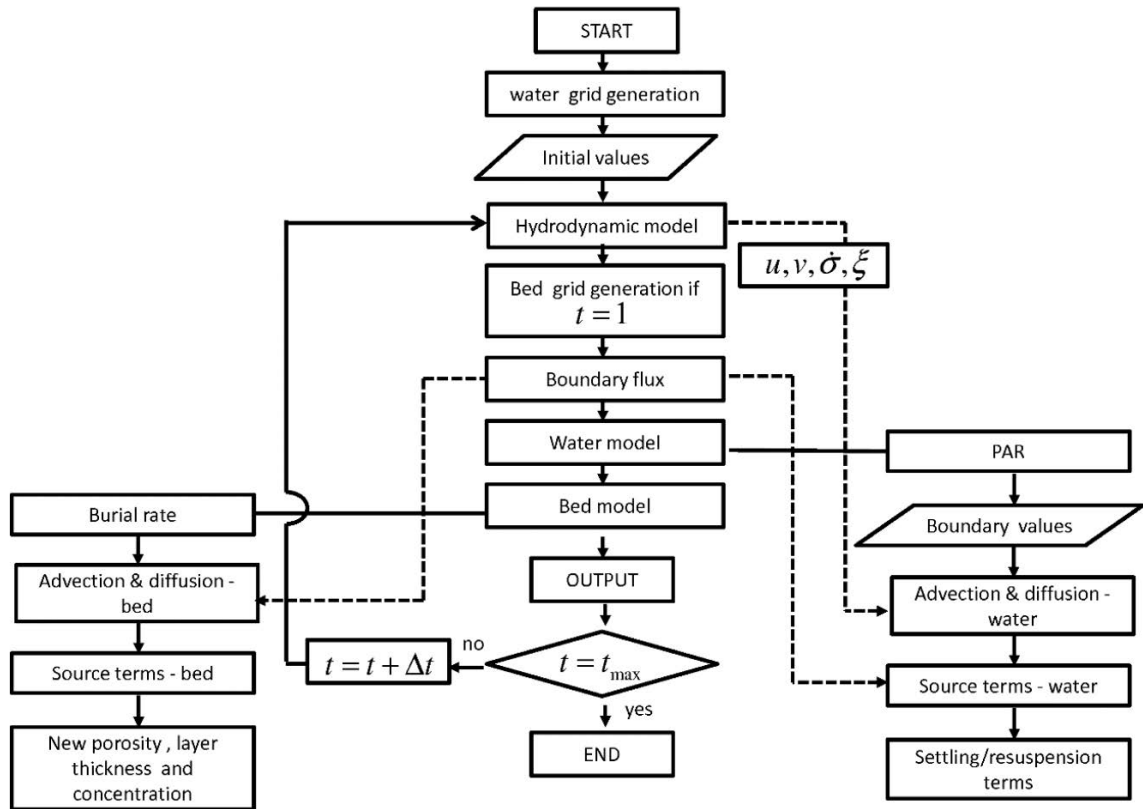 START
water grid generation
Initial values
Hydrodynamic model
u, v, σ̇, ξ
Bed grid generation if
t = 1
Boundary flux
Water model
PAR
Bed model
Burial rate
Boundary values
Advection & diffusion -
bed
OUTPUT
Advection & diffusion -
water
no
t = t + Δt
t = tmax
Source terms - bed
Source terms - water
yes
New porosity , layer
thickness and
concentration
END
Settling/resuspension
terms